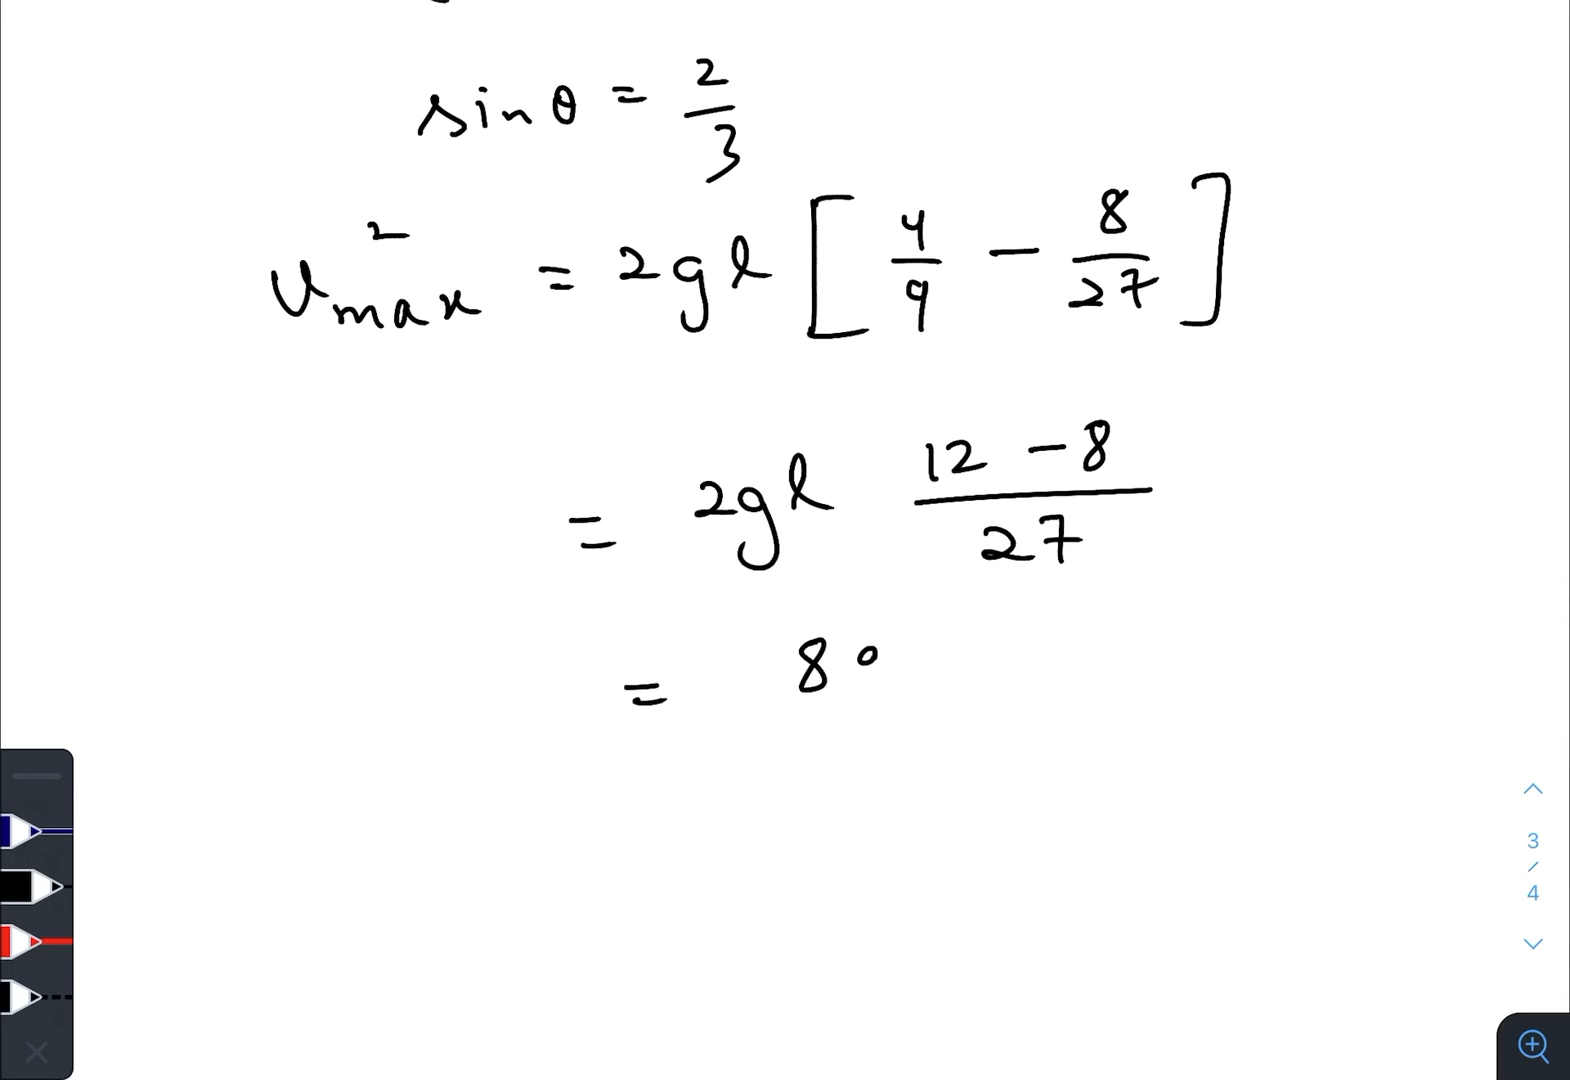 sin θ = 2/3
v²max = 2gl [ 4/9 − 8/27 ]
= 2gl (12 − 8)/27
= 8
3 / 4